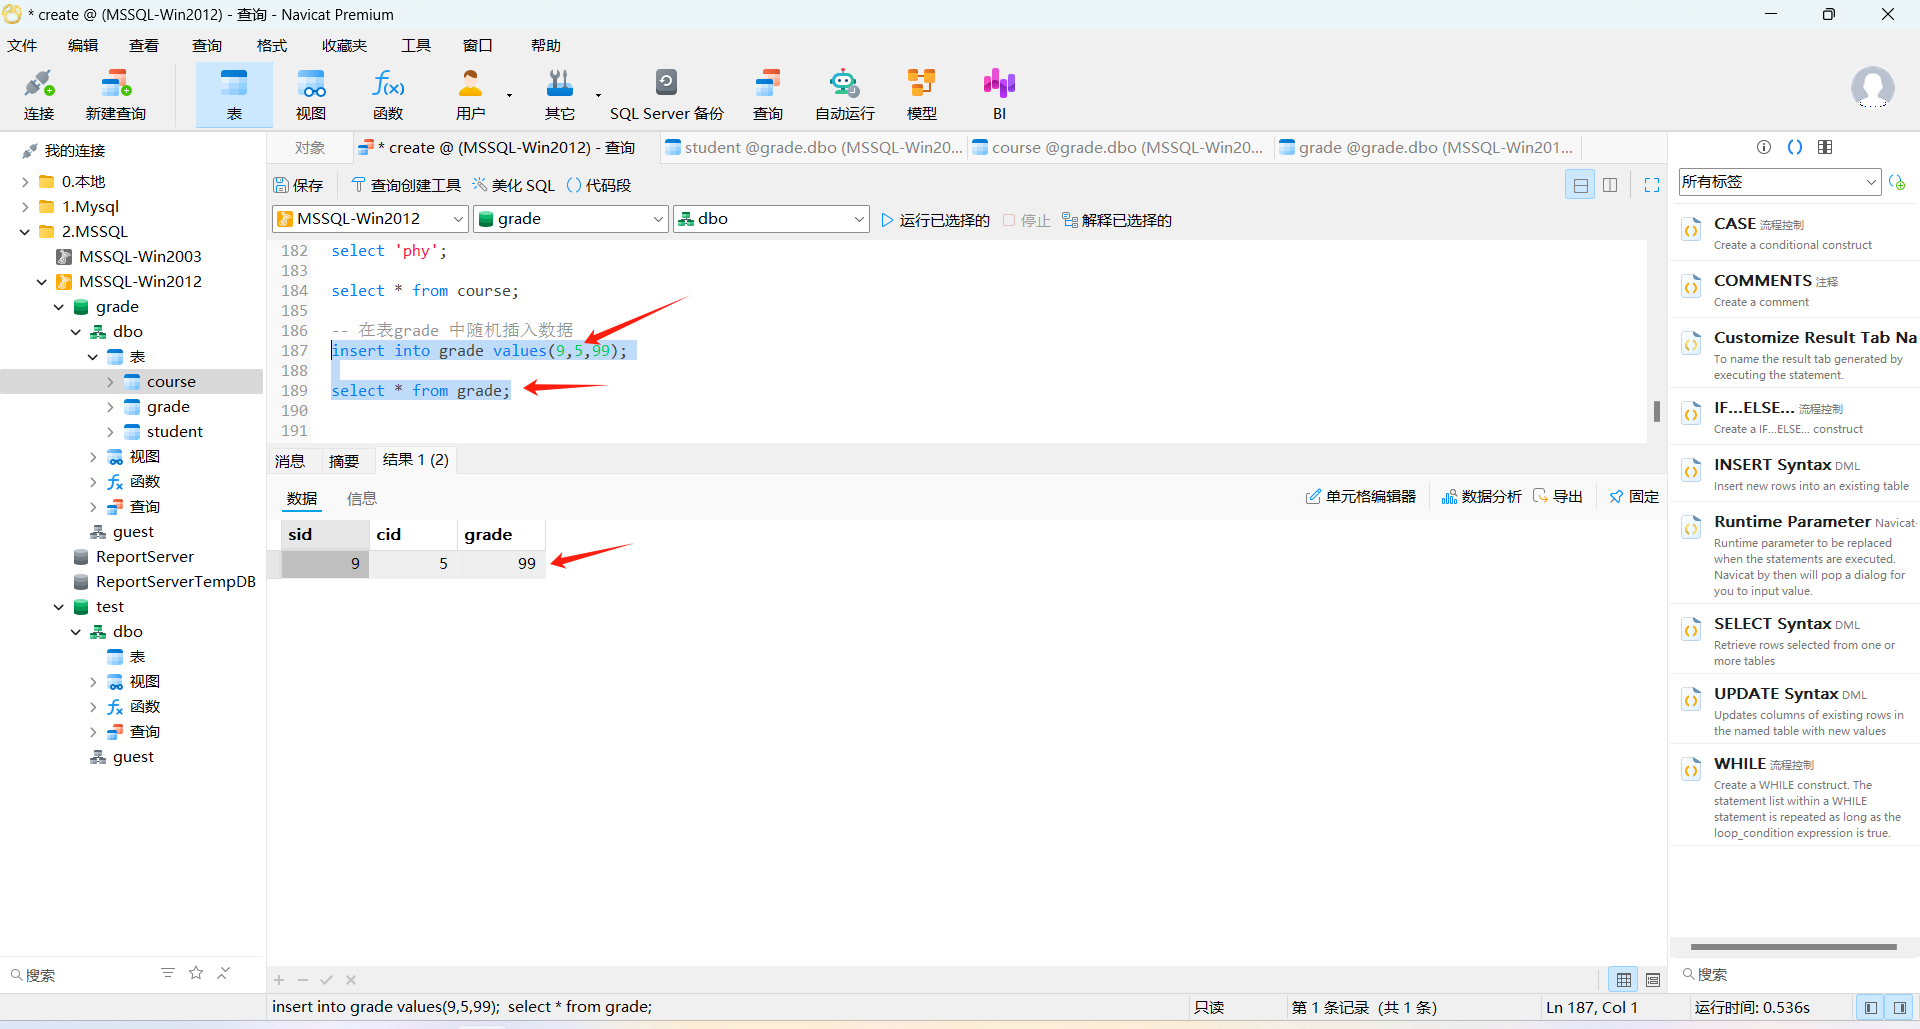 * create @ (MSSQL-Win2012) - 查询 - Navicat Premium
文件 编辑 查看 查询 格式 收藏夹 工具 窗口 帮助
连接 新建查询 表 视图 函数 用户 其它 SQL Server 备份 查询 自动运行 模型 BI
我的连接
0.本地
1.Mysql
2.MSSQL
MSSQL-Win2003
MSSQL-Win2012
grade
dbo
表
course
grade
student
视图
函数
查询
guest
ReportServer
ReportServerTempDB
test
dbo
表
视图
函数
查询
guest
搜索
对象 * create @ (MSSQL-Win2012) - 查询 student @grade.dbo (MSSQL-Win20... course @grade.dbo (MSSQL-Win20... grade @grade.dbo (MSSQL-Win201...
保存 查询创建工具 美化 SQL () 代码段
MSSQL-Win2012 grade dbo 运行已选择的 停止 解释已选择的
182 select 'phy';
183
184 select * from course;
185
186 -- 在表grade 中随机插入数据
187 insert into grade values(9,5,99);
188
189 select * from grade;
190
191
消息 摘要 结果 1 (2)
数据 信息 单元格编辑器 数据分析 导出 固定
sid cid grade
9 5 99
insert into grade values(9,5,99); select * from grade; 只读 第 1 条记录 (共 1 条) Ln 187, Col 1 运行时间: 0.536s
所有标签
CASE 流程控制
Create a conditional construct
COMMENTS 注释
Create a comment
Customize Result Tab Na
To name the result tab generated by
executing the statement.
IF...ELSE... 流程控制
Create a IF...ELSE... construct
INSERT Syntax DML
Insert new rows into an existing table
Runtime Parameter Navicat
Runtime parameter to be replaced
when the statements are executed.
Navicat by then will pop a dialog for
you to input value.
SELECT Syntax DML
Retrieve rows selected from one or
more tables
UPDATE Syntax DML
Updates columns of existing rows in
the named table with new values
WHILE 流程控制
Create a WHILE construct. The
statement list within a WHILE
statement is repeated as long as the
loop_condition expression is true.
搜索